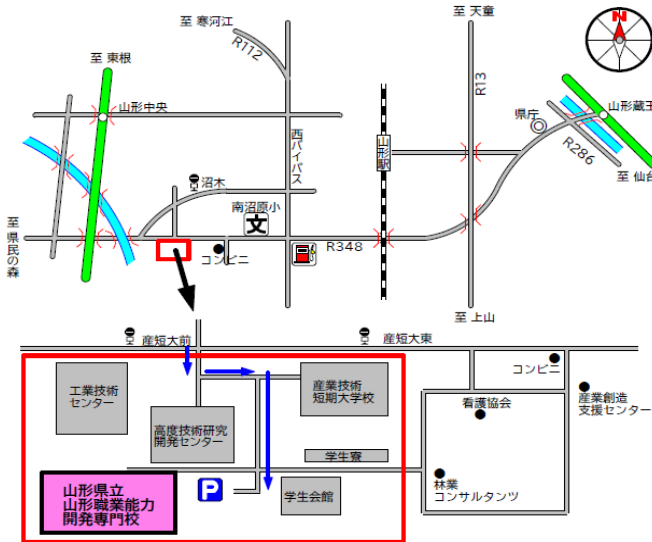 至 天童
至 寒河江
N
R112
至 東根
R13
山形中央
県庁
山形蔵王
西バイパス
山形駅
R286
至 仙台
沼木
南沼原小
文
至 県民の森
コンビニ
R348
至 上山
産短大前
産短大東
コンビニ
工業技術
センター
産業技術
短期大学校
産業創造
支援センター
看護協会
高度技術研究
開発センター
学生寮
林業
コンサルタンツ
P
学生会館
山形県立
山形職業能力
開発専門校